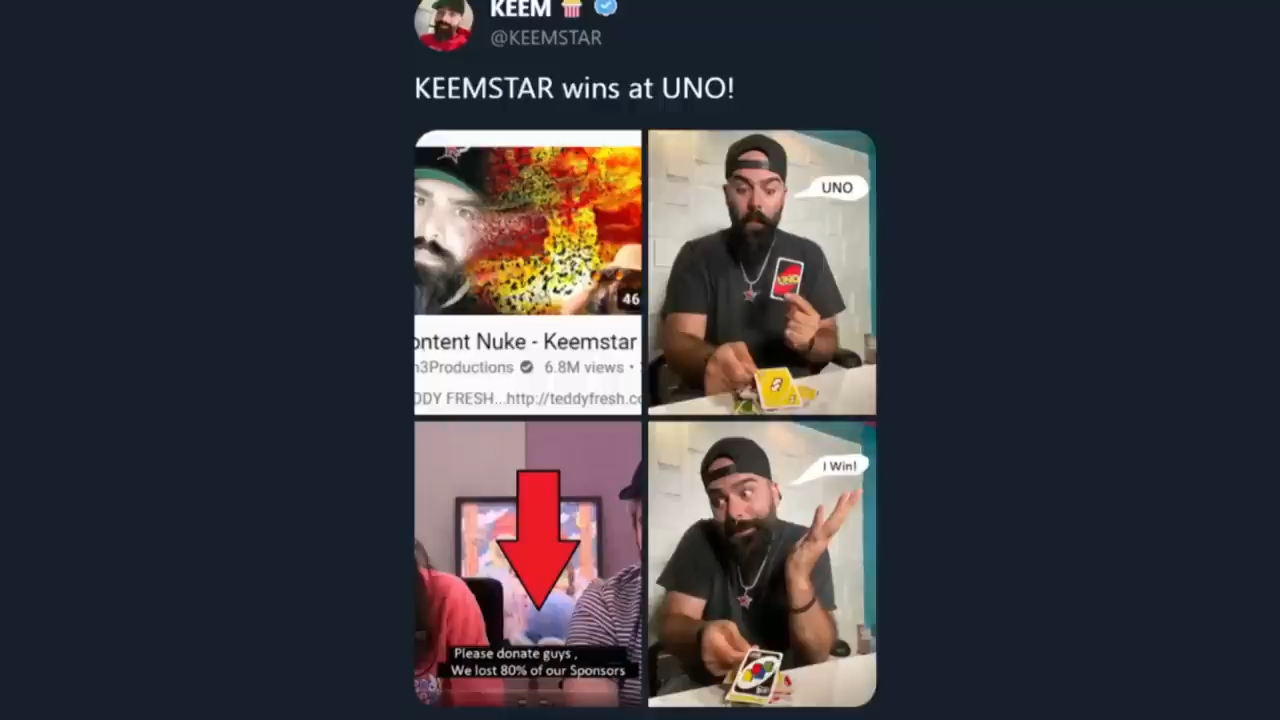 KEEM
@KEEMSTAR
KEEMSTAR wins at UNO!
46
ontent Nuke - Keemstar
h3Productions 6.8M views •
DDY FRESH...http://teddyfresh.co
UNO
UNO
Please donate guys ,
We lost 80% of our Sponsors
I Win!